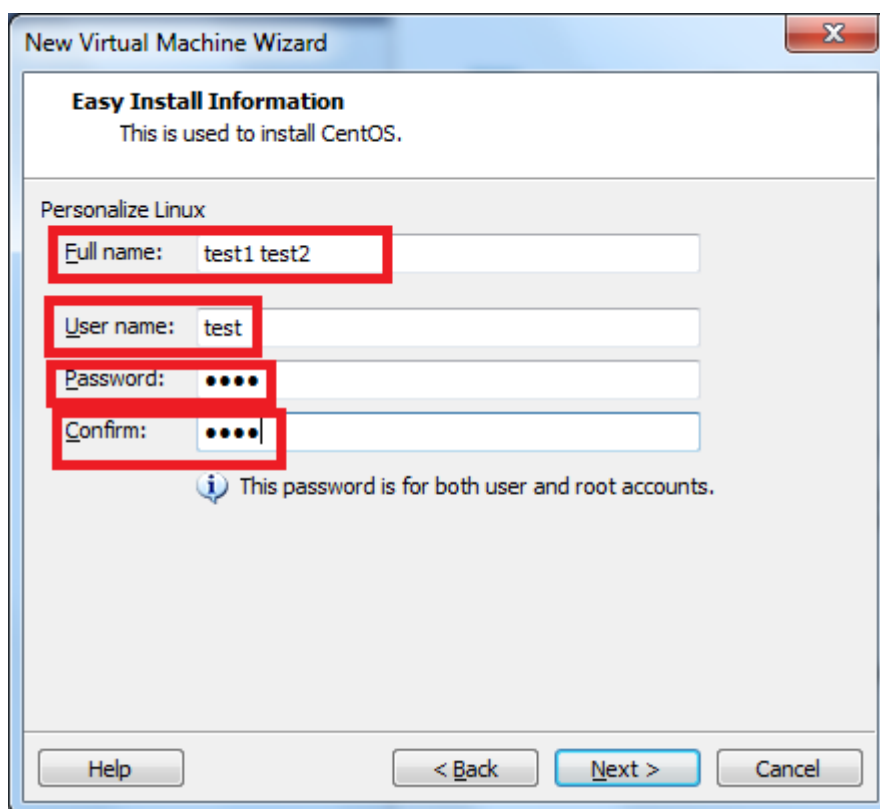 New Virtual Machine Wizard
Easy Install Information
This is used to install CentOS.
Personalize Linux
Full name: test1 test2
User name: test
Password: ●●●●
Confirm: ●●●●
This password is for both user and root accounts.
Help < Back Next > Cancel